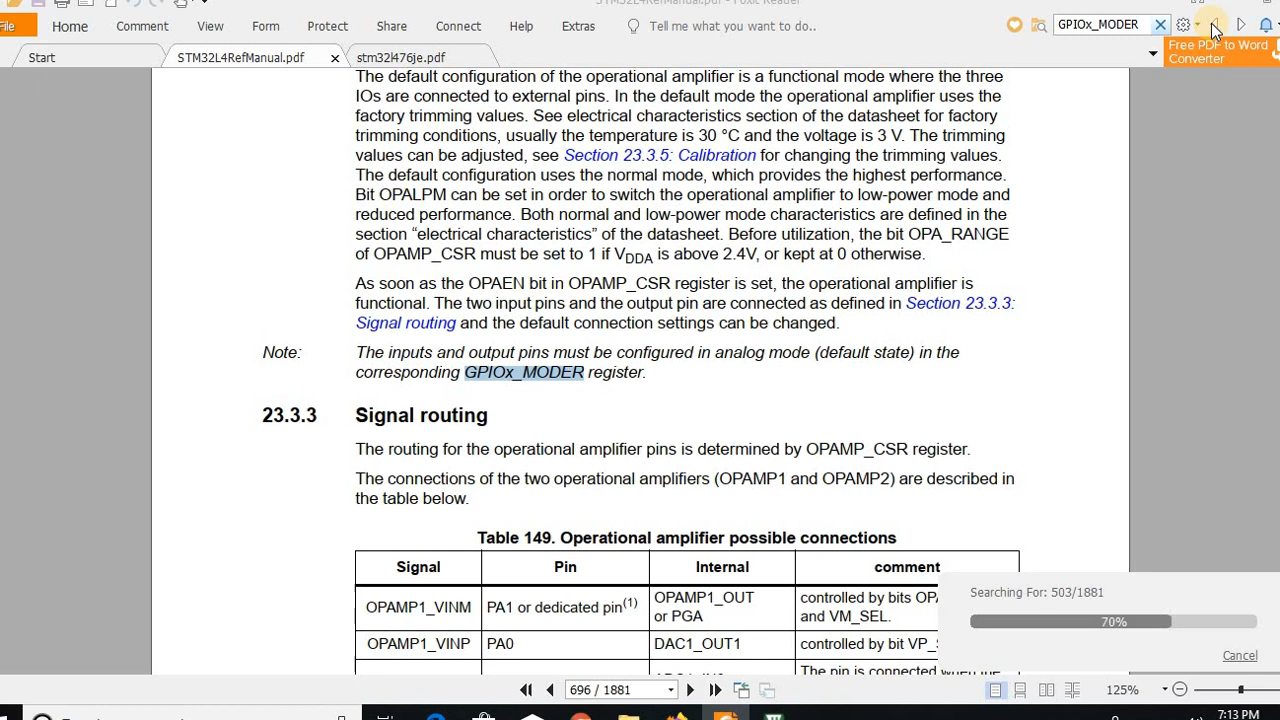 STM32L4RefManual.pdf - Foxit Reader
File Home Comment View Form Protect Share Connect Help Extras Tell me what you want to do.. GPIOx_MODER
Free PDF to Word
Converter
Start STM32L4RefManual.pdf stm32l476je.pdf
The default configuration of the operational amplifier is a functional mode where the three
IOs are connected to external pins. In the default mode the operational amplifier uses the
factory trimming values. See electrical characteristics section of the datasheet for factory
trimming conditions, usually the temperature is 30 °C and the voltage is 3 V. The trimming
values can be adjusted, see Section 23.3.5: Calibration for changing the trimming values.
The default configuration uses the normal mode, which provides the highest performance.
Bit OPALPM can be set in order to switch the operational amplifier to low-power mode and
reduced performance. Both normal and low-power mode characteristics are defined in the
section “electrical characteristics” of the datasheet. Before utilization, the bit OPA_RANGE
of OPAMP_CSR must be set to 1 if VDDA is above 2.4V, or kept at 0 otherwise.
As soon as the OPAEN bit in OPAMP_CSR register is set, the operational amplifier is
functional. The two input pins and the output pin are connected as defined in Section 23.3.3:
Signal routing and the default connection settings can be changed.
Note: The inputs and output pins must be configured in analog mode (default state) in the
corresponding GPIOx_MODER register.
23.3.3 Signal routing
The routing for the operational amplifier pins is determined by OPAMP_CSR register.
The connections of the two operational amplifiers (OPAMP1 and OPAMP2) are described in
the table below.
Table 149. Operational amplifier possible connections
Signal Pin Internal comment
OPAMP1_VINM PA1 or dedicated pin(1) OPAMP1_OUT
or PGA controlled by bits OPA
and VM_SEL.
OPAMP1_VINP PA0 DAC1_OUT1 controlled by bit VP_S
The pin is connected when the
Searching For: 503/1881
70%
Cancel
696 / 1881 125%
7:13 PM